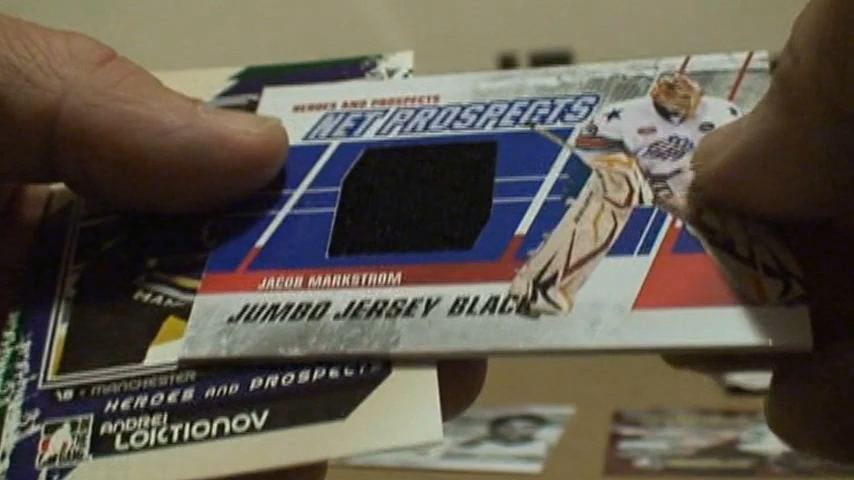 HEROES AND PROSPECTS
NET PROSPECTS
JACOB MARKSTROM
JUMBO JERSEY BLACK
MANCHESTER
HEROES AND PROSPECTS
ANDREI
LOKTIONOV